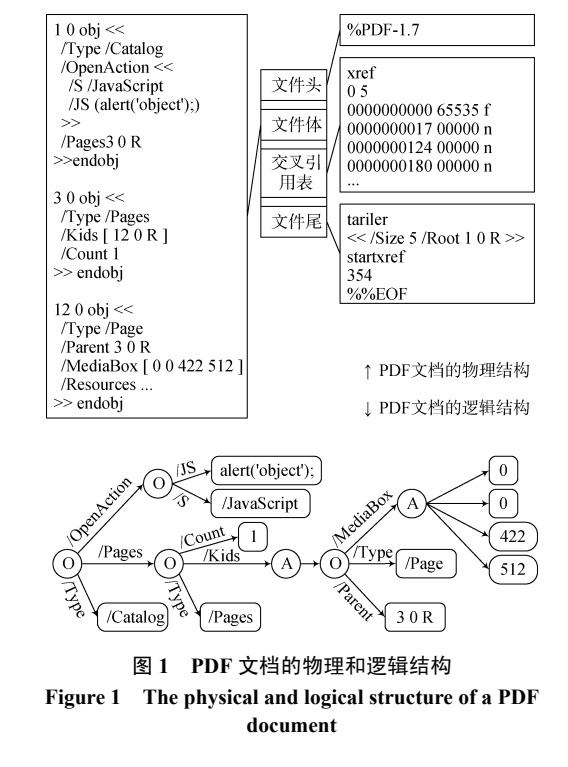 1 0 obj <<
/Type /Catalog
/OpenAction <<
/S /JavaScript
/JS (alert('object');)
>>
/Pages3 0 R
>>endobj
3 0 obj <<
/Type /Pages
/Kids [ 12 0 R ]
/Count 1
>> endobj
12 0 obj <<
/Type /Page
/Parent 3 0 R
/MediaBox [ 0 0 422 512 ]
/Resources ...
>> endobj
文件头
文件体
交叉引
用表
文件尾
%PDF-1.7
xref
0 5
0000000000 65535 f
0000000017 00000 n
0000000124 00000 n
0000000180 00000 n
...
tariler
<< /Size 5 /Root 1 0 R >>
startxref
354
%%EOF
↑ PDF文档的物理结构
↓ PDF文档的逻辑结构
O
/OpenAction
O
/JS
alert('object');
/S
/JavaScript
/Pages
O
/Count
1
/Kids
A
/Type
/Pages
/Type
/Catalog
O
/MediaBox
A
0
0
422
512
/Type
/Page
/Parent
3 0 R
图 1 PDF 文档的物理和逻辑结构
Figure 1 The physical and logical structure of a PDF
document